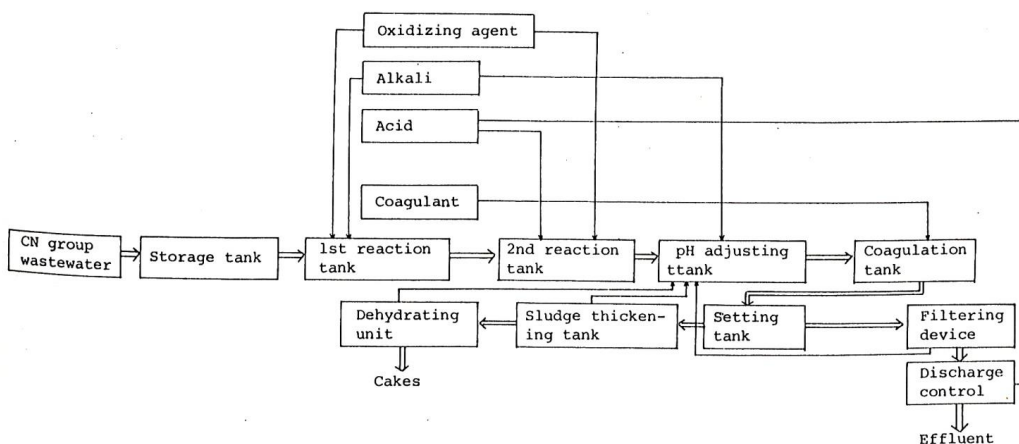 Oxidizing agent
Alkali
Acid
Coagulant
CN group
wastewater
Storage tank
1st reaction
tank
2nd reaction
tank
pH adjusting
ttank
Coagulation
tank
Dehydrating
unit
Sludge thicken-
ing tank
Setting
tank
Filtering
device
Cakes
Discharge
control
Effluent